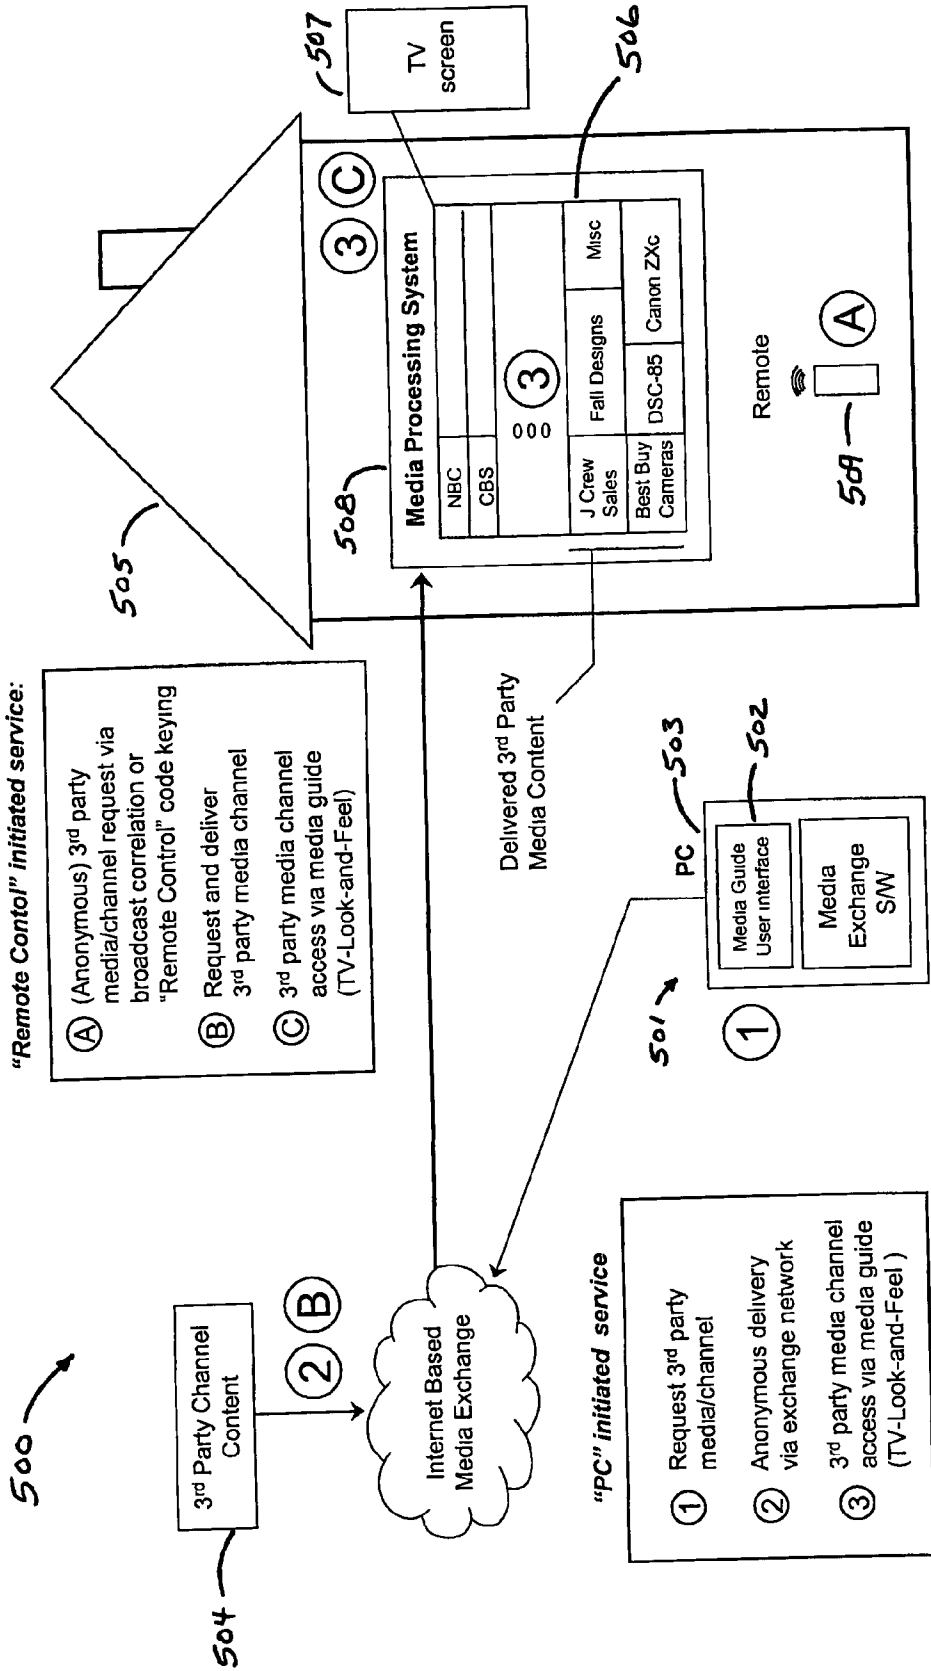 500
504
3rd Party Channel
Content
2
B
Internet Based
Media Exchange
"Remote Contol" initiated service:
A (Anonymous) 3rd party
media/channel request via
broadcast correlation or
"Remote Control" code keying
B Request and deliver
3rd party media channel
C 3rd party media channel
access via media guide
(TV-Look-and-Feel)
505
3
C
507
TV
screen
508
Media Processing System
NBC
CBS
000
3
J Crew
Sales
Fall Designs
Misc
Best Buy
Cameras
DSC-85
Canon ZXc
506
Delivered 3rd Party
Media Content
Remote
A
509
"PC" initiated service
1 Request 3rd party
media/channel
2 Anonymous delivery
via exchange network
3 3rd party media channel
access via media guide
(TV-Look-and-Feel )
501
1
PC
503
Media Guide
User interface
502
Media
Exchange
S/W